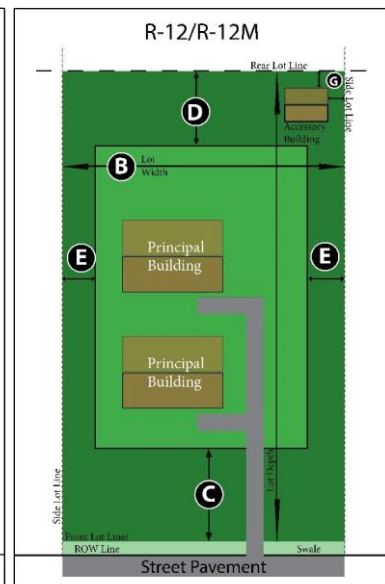 R-12/R-12M
Rear Lot Line
G
Side Lot Line
Accessory
Building
D
B
Lot
Width
E
E
Principal
Building
Principal
Building
C
Lot Depth
Side Lot Line
Front Lot Line/
ROW Line
Swale
Street Pavement